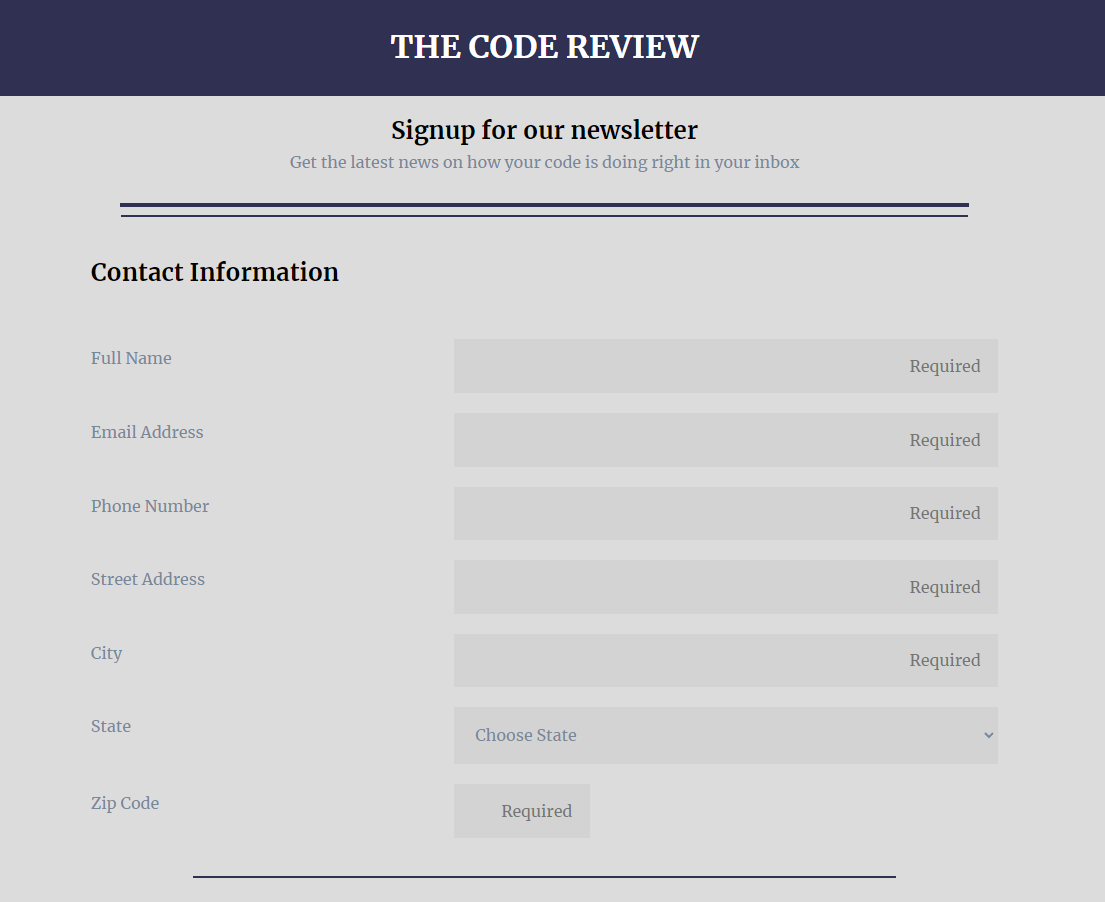 THE CODE REVIEW
Signup for our newsletter
Get the latest news on how your code is doing right in your inbox
Contact Information
Full Name
Required
Email Address
Required
Phone Number
Required
Street Address
Required
City
Required
State
Choose State
Zip Code
Required